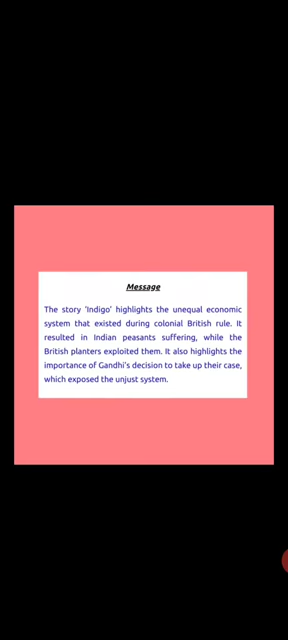 Message
The story 'Indigo' highlights the unequal economic
system that existed during colonial British rule. It
resulted in Indian peasants suffering, while the
British planters exploited them. It also highlights the
importance of Gandhi's decision to take up their case,
which exposed the unjust system.